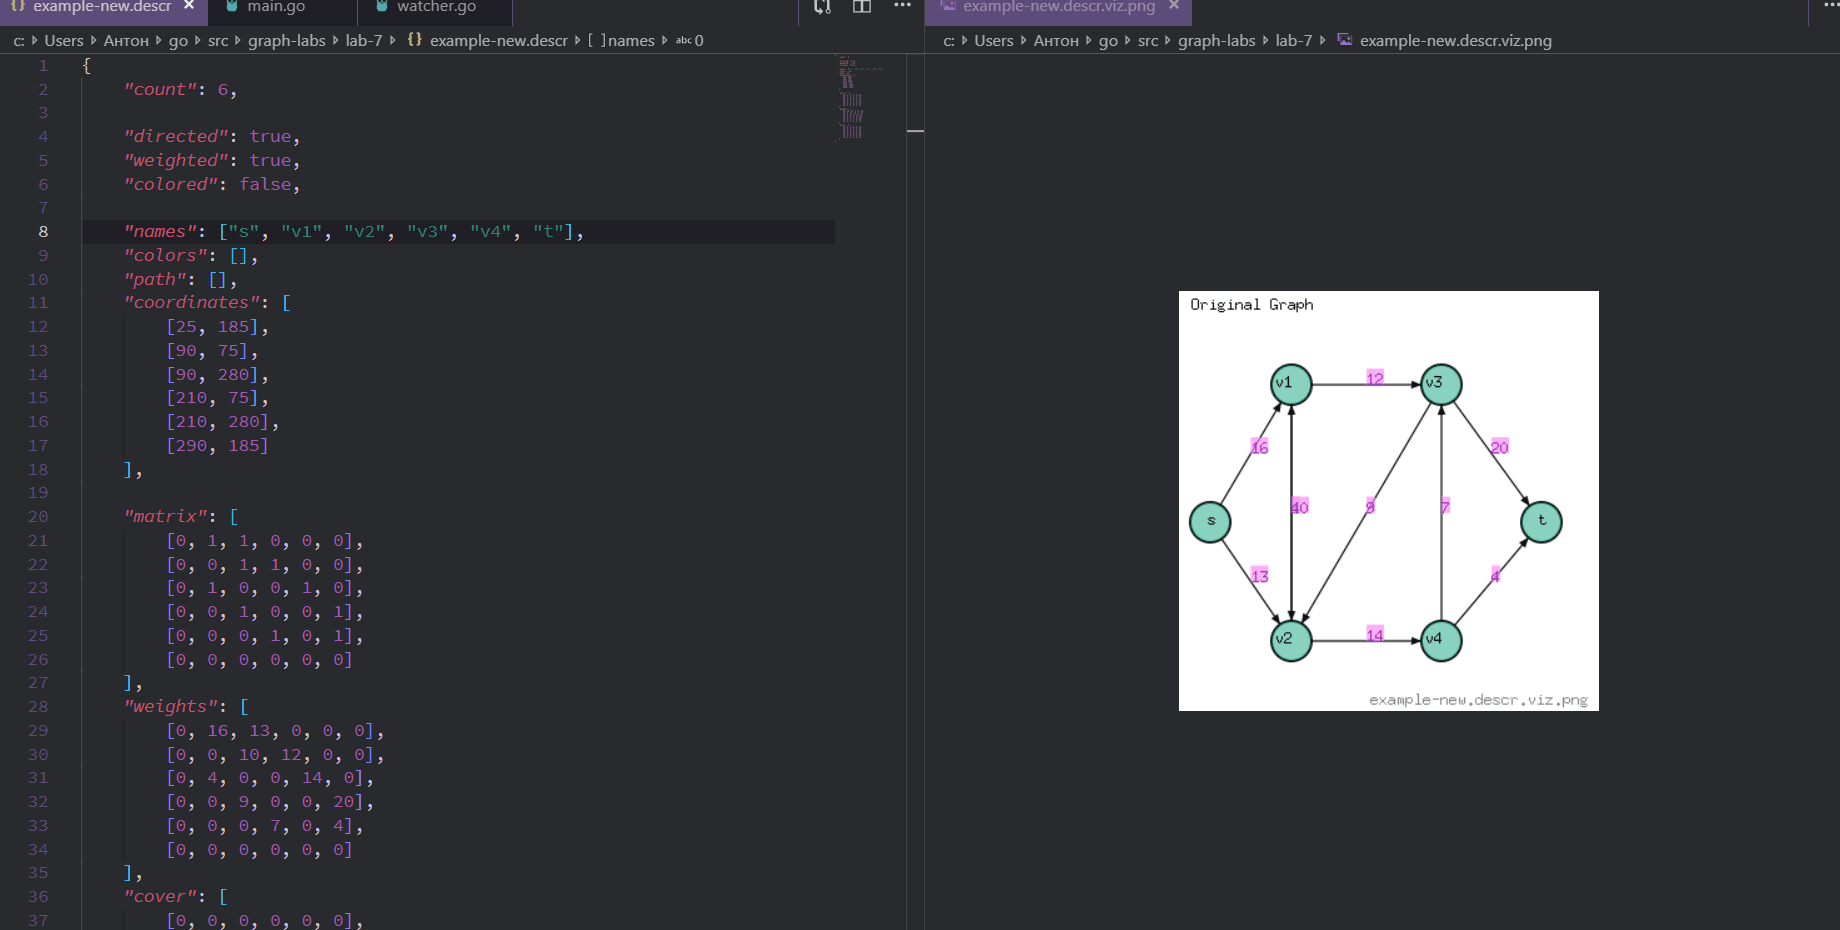 example-new.descr
main.go
watcher.go
example-new.descr.viz.png
c: Users Антон go src graph-labs lab-7 {} example-new.descr [ ] names abc 0
c: Users Антон go src graph-labs lab-7 example-new.descr.viz.png
1 {
2 "count": 6,
3
4 "directed": true,
5 "weighted": true,
6 "colored": false,
7
8 "names": ["s", "v1", "v2", "v3", "v4", "t"],
9 "colors": [],
10 "path": [],
11 "coordinates": [
12 [25, 185],
13 [90, 75],
14 [90, 280],
15 [210, 75],
16 [210, 280],
17 [290, 185]
18 ],
19
20 "matrix": [
21 [0, 1, 1, 0, 0, 0],
22 [0, 0, 1, 1, 0, 0],
23 [0, 1, 0, 0, 1, 0],
24 [0, 0, 1, 0, 0, 1],
25 [0, 0, 0, 1, 0, 1],
26 [0, 0, 0, 0, 0, 0]
27 ],
28 "weights": [
29 [0, 16, 13, 0, 0, 0],
30 [0, 0, 10, 12, 0, 0],
31 [0, 4, 0, 0, 14, 0],
32 [0, 0, 9, 0, 0, 20],
33 [0, 0, 0, 7, 0, 4],
34 [0, 0, 0, 0, 0, 0]
35 ],
36 "cover": [
37 [0, 0, 0, 0, 0, 0],
Original Graph
v1
12
v3
16
20
s
40
9
7
t
13
4
v2
14
v4
example-new.descr.viz.png